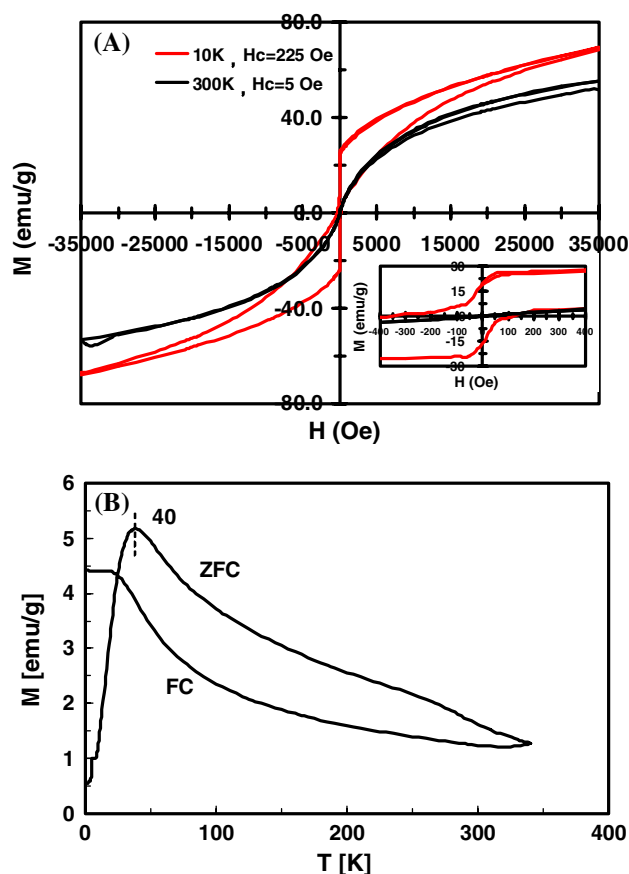 (A)
10K , Hc=225 Oe
300K , Hc=5 Oe
80.0
40.0
0.0
-40.0
-80.0
M (emu/g)
-35000 -25000 -15000 -5000 5000 15000 25000 35000
H (Oe)
30
15
-15
-30
M (emu/g)
-400 -300 -200 -100 100 200 300 400
H (Oe)
(B)
40
ZFC
FC
6
5
4
3
2
1
0
M [emu/g]
0 100 200 300 400
T [K]